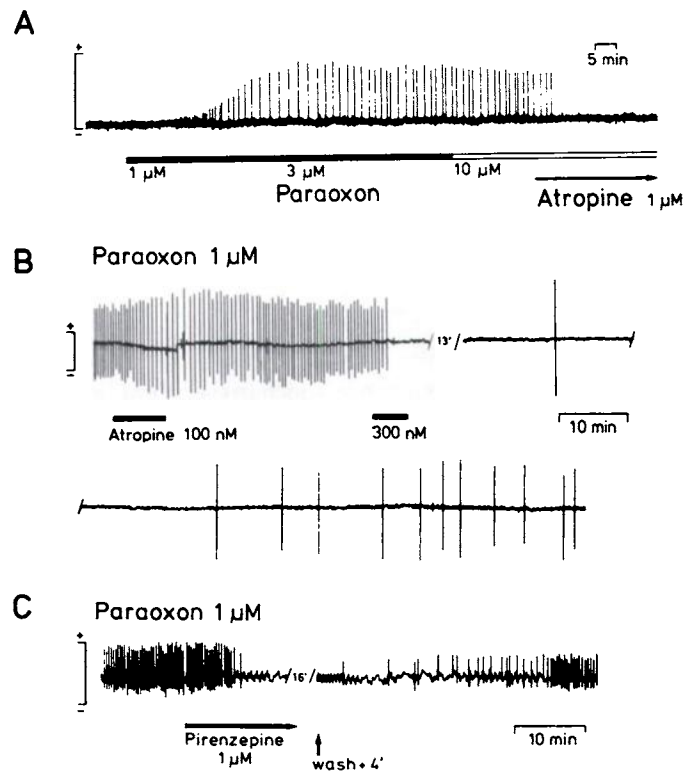 A
+
5 min
-
1 μM 3 μM 10 μM
Paraoxon
Atropine 1 μM
B
Paraoxon 1 μM
+
13'
-
Atropine 100 nM
300 nM
10 min
C
Paraoxon 1 μM
+
16'
-
Pirenzepine
1 μM
10 min
wash + 4'